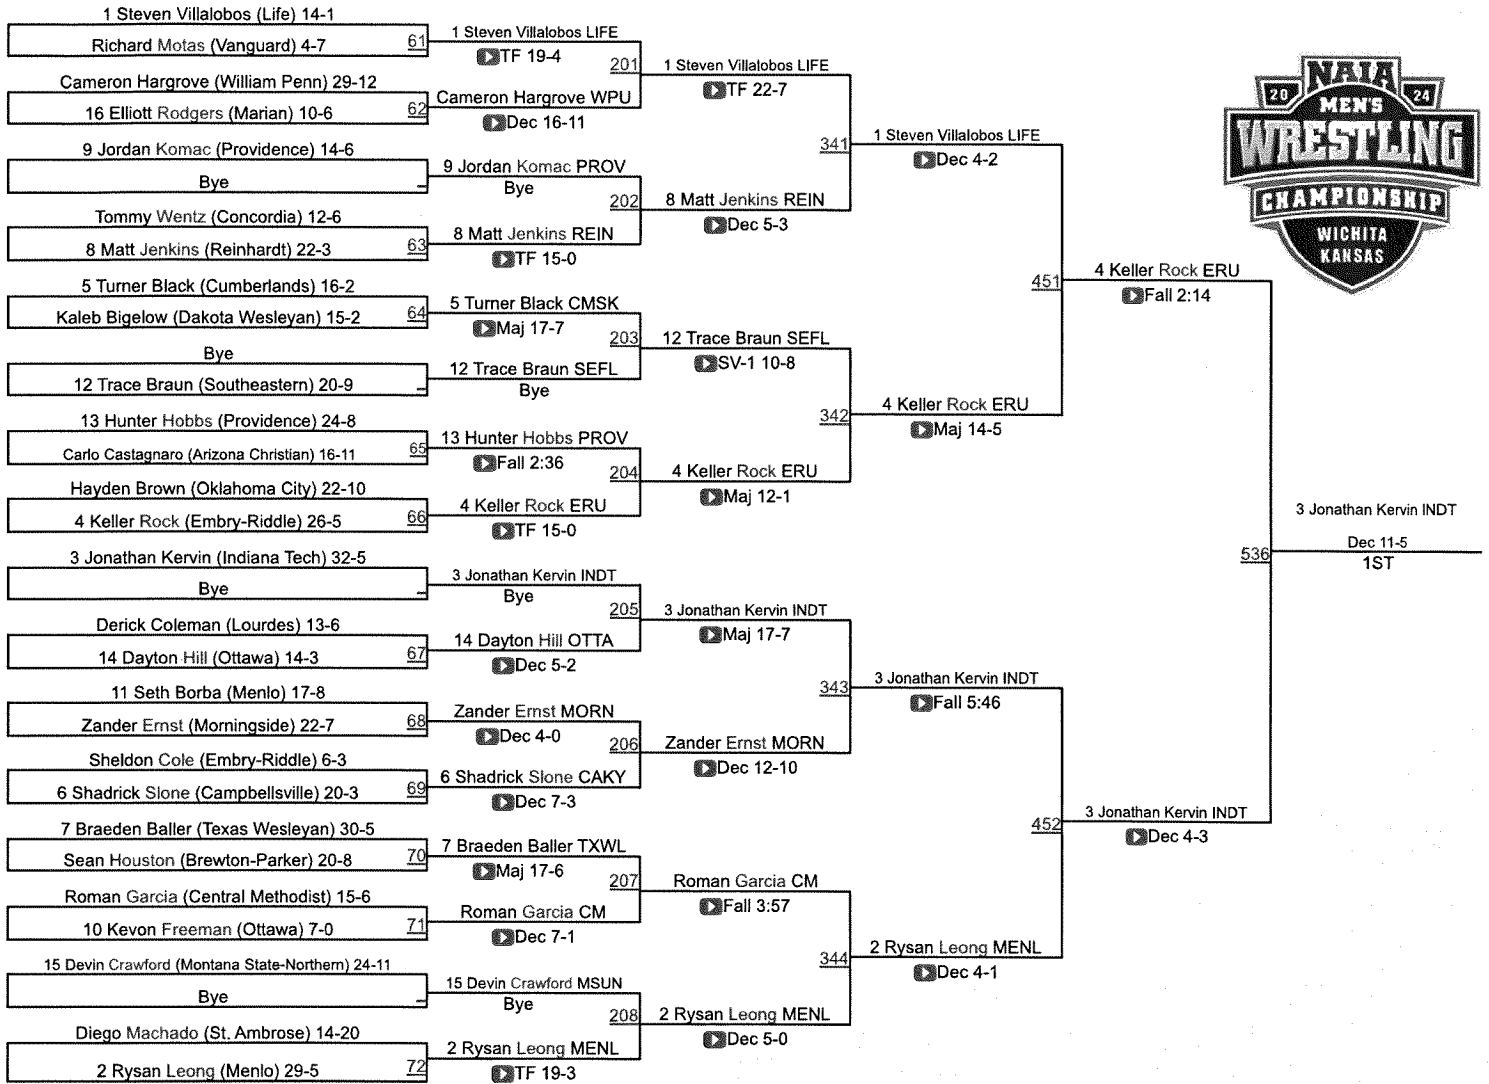 1 Steven Villalobos (Life) 14-1
Richard Motas (Vanguard) 4-7
61
Cameron Hargrove (William Penn) 29-12
16 Elliott Rodgers (Marian) 10-6
62
9 Jordan Komac (Providence) 14-6
Bye
Tommy Wentz (Concordia) 12-6
8 Matt Jenkins (Reinhardt) 22-3
63
5 Turner Black (Cumberlands) 16-2
Kaleb Bigelow (Dakota Wesleyan) 15-2
64
Bye
12 Trace Braun (Southeastern) 20-9
13 Hunter Hobbs (Providence) 24-8
Carlo Castagnaro (Arizona Christian) 16-11
65
Hayden Brown (Oklahoma City) 22-10
4 Keller Rock (Embry-Riddle) 26-5
66
3 Jonathan Kervin (Indiana Tech) 32-5
Bye
Derick Coleman (Lourdes) 13-6
14 Dayton Hill (Ottawa) 14-3
67
11 Seth Borba (Menlo) 17-8
Zander Ernst (Morningside) 22-7
68
Sheldon Cole (Embry-Riddle) 6-3
6 Shadrick Slone (Campbellsville) 20-3
69
7 Braeden Baller (Texas Wesleyan) 30-5
Sean Houston (Brewton-Parker) 20-8
70
Roman Garcia (Central Methodist) 15-6
10 Kevon Freeman (Ottawa) 7-0
71
15 Devin Crawford (Montana State-Northern) 24-11
Bye
Diego Machado (St. Ambrose) 14-20
2 Rysan Leong (Menlo) 29-5
72
1 Steven Villalobos LIFE
TF 19-4
201
Cameron Hargrove WPU
Dec 16-11
9 Jordan Komac PROV
Bye
202
8 Matt Jenkins REIN
TF 15-0
5 Turner Black CMSK
Maj 17-7
203
12 Trace Braun SEFL
Bye
13 Hunter Hobbs PROV
Fall 2:36
204
4 Keller Rock ERU
TF 15-0
3 Jonathan Kervin INDT
Bye
205
14 Dayton Hill OTTA
Dec 5-2
Zander Ernst MORN
Dec 4-0
206
6 Shadrick Slone CAKY
Dec 7-3
7 Braeden Baller TXWL
Maj 17-6
207
Roman Garcia CM
Dec 7-1
15 Devin Crawford MSUN
Bye
208
2 Rysan Leong MENL
TF 19-3
1 Steven Villalobos LIFE
TF 22-7
341
8 Matt Jenkins REIN
Dec 5-3
12 Trace Braun SEFL
SV-1 10-8
342
4 Keller Rock ERU
Maj 12-1
3 Jonathan Kervin INDT
Maj 17-7
343
Zander Ernst MORN
Dec 12-10
Roman Garcia CM
Fall 3:57
344
2 Rysan Leong MENL
Dec 5-0
1 Steven Villalobos LIFE
Dec 4-2
451
4 Keller Rock ERU
Maj 14-5
3 Jonathan Kervin INDT
Fall 5:46
452
2 Rysan Leong MENL
Dec 4-1
4 Keller Rock ERU
Fall 2:14
536
3 Jonathan Kervin INDT
Dec 4-3
3 Jonathan Kervin INDT
Dec 11-5
1ST
NAIA
20 24
MEN'S
WRESTLING
CHAMPIONSHIP
WICHITA
KANSAS